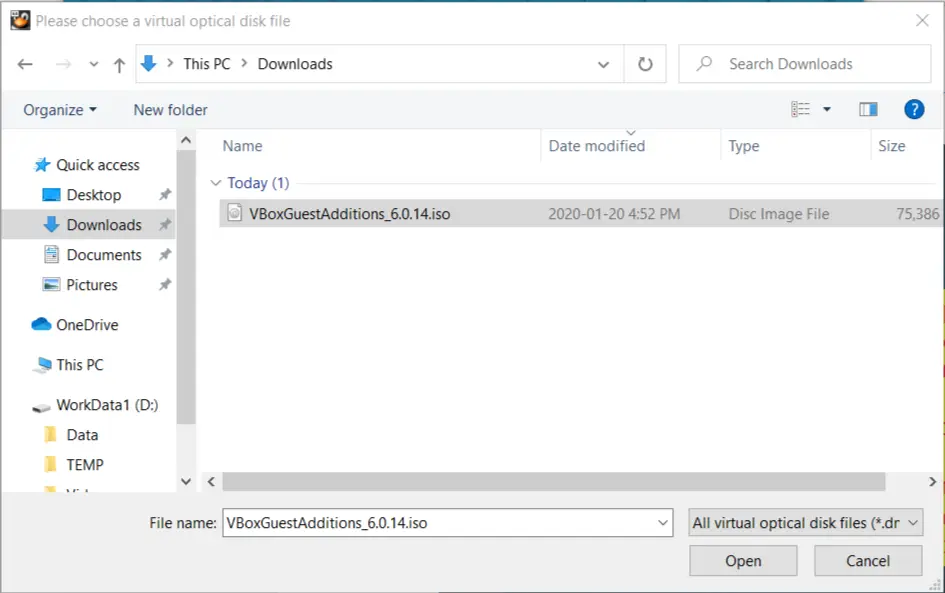 Please choose a virtual optical disk file
This PC > Downloads
Search Downloads
Organize
New folder
?
Name
Date modified
Type
Size
Quick access
Desktop
Downloads
Documents
Pictures
OneDrive
This PC
WorkData1 (D:)
Data
TEMP
Today (1)
VBoxGuestAdditions_6.0.14.iso 2020-01-20 4:52 PM Disc Image File 75,386
File name: VBoxGuestAdditions_6.0.14.iso
All virtual optical disk files (*.dr
Open
Cancel